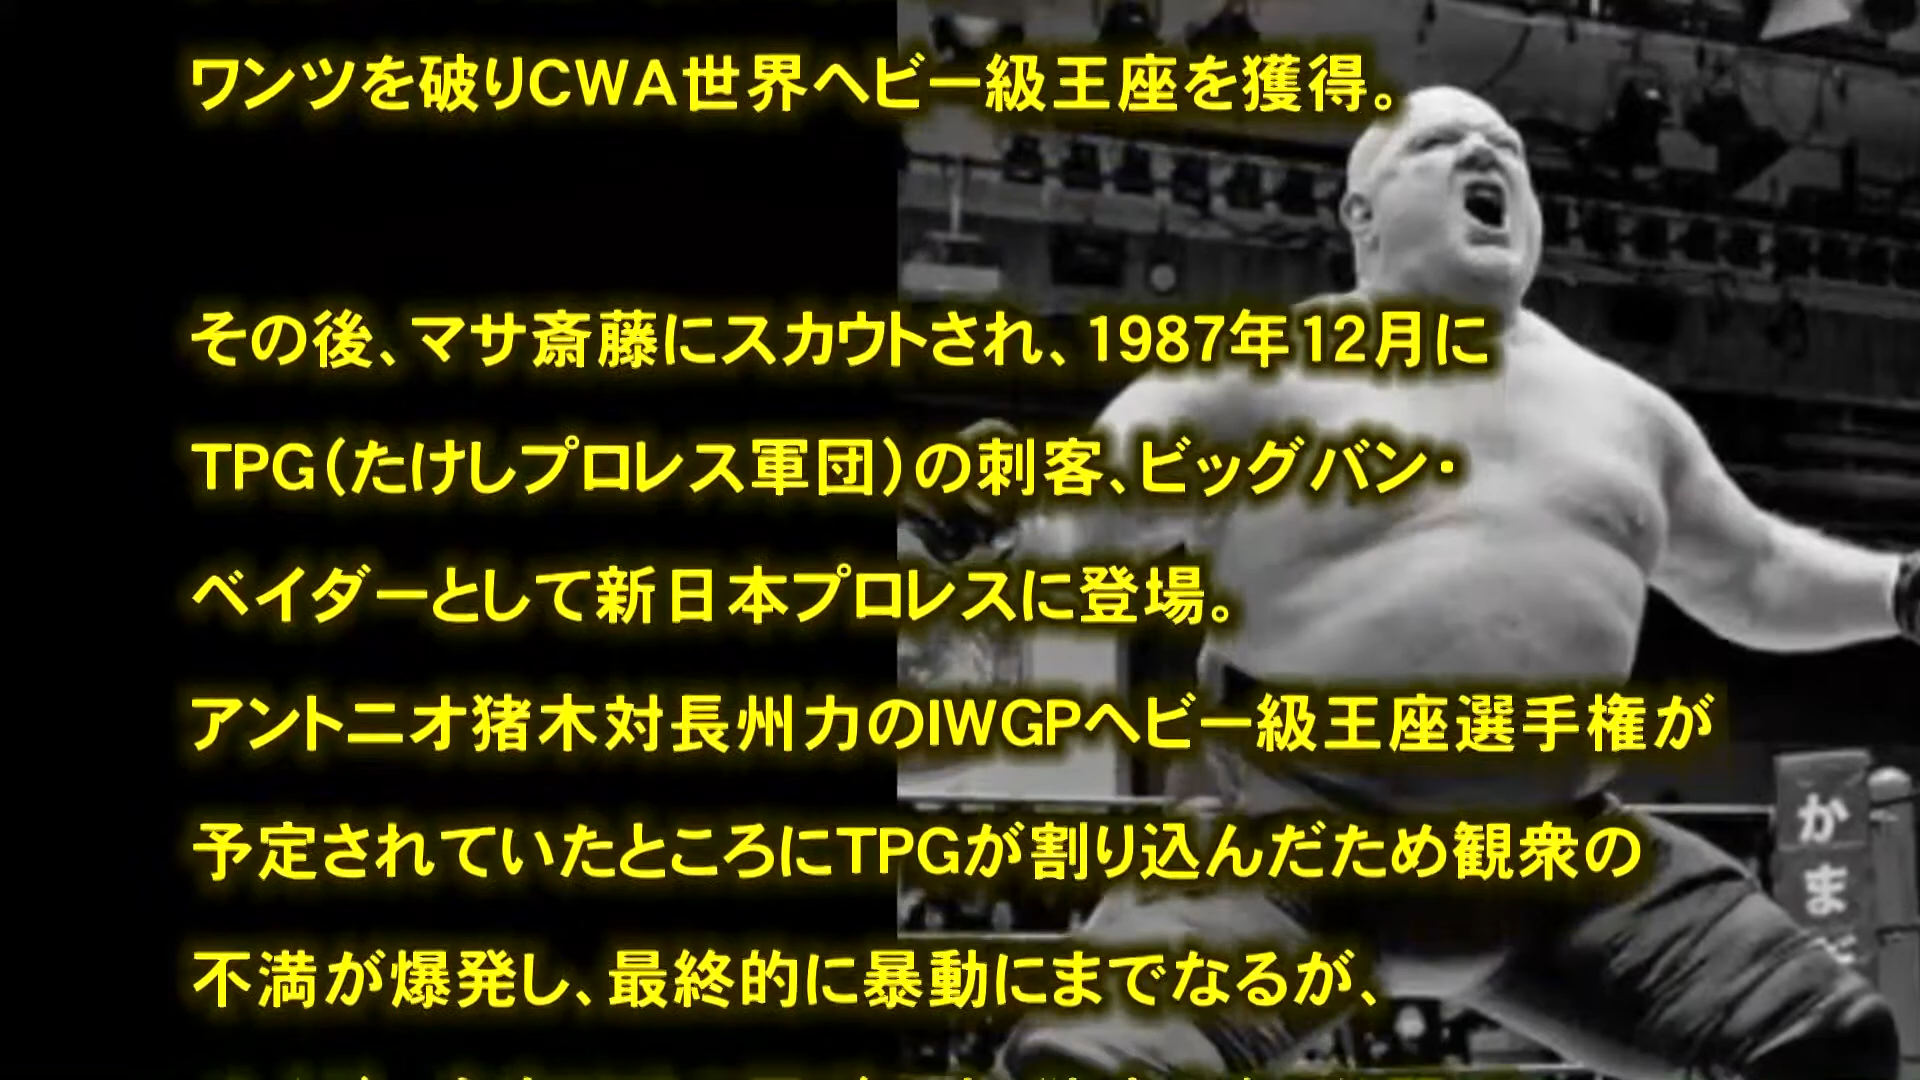 ワンツを破りCWA世界ヘビー級王座を獲得。
その後、マサ斎藤にスカウトされ、1987年12月に
TPG(たけしプロレス軍団)の刺客、ビッグバン・
ベイダーとして新日本プロレスに登場。
アントニオ猪木対長州力のIWGPヘビー級王座選手権が
予定されていたところにTPGが割り込んだため観衆の
不満が爆発し、最終的に暴動にまでなるが、
かま